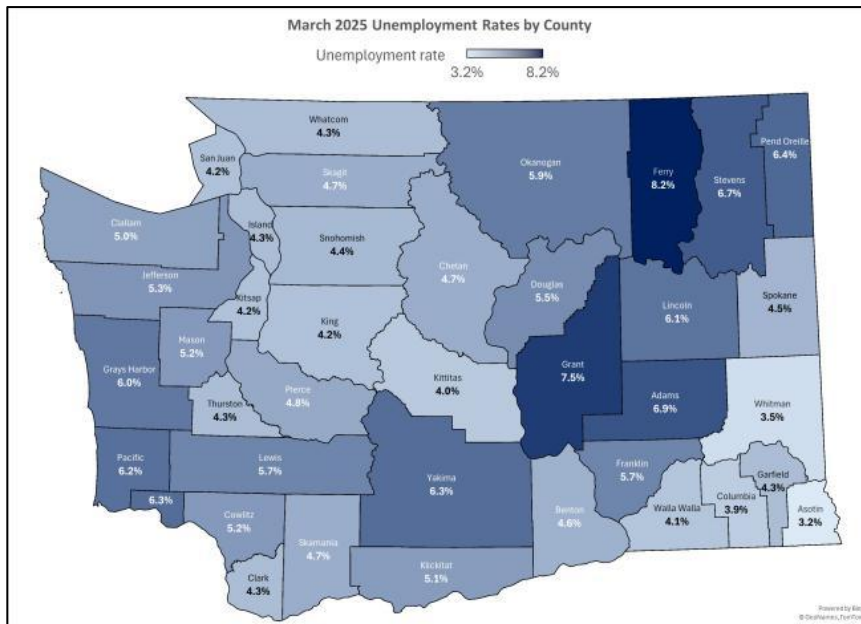 March 2025 Unemployment Rates by County
Unemployment rate
3.2% 8.2%
Whatcom
4.3%
San Juan
4.2%
Skagit
4.7%
Okanogan
5.9%
Ferry
8.2%
Stevens
6.7%
Pend Oreille
6.4%
Clallam
5.0%
Island
4.3%
Snohomish
4.4%
Chelan
4.7%
Douglas
5.5%
Jefferson
5.3%
Kitsap
4.2%
King
4.2%
Lincoln
6.1%
Spokane
4.5%
Mason
5.2%
Grays Harbor
6.0%
Grant
7.5%
Kittitas
4.0%
Pierce
4.8%
Thurston
4.3%
Adams
6.9%
Whitman
3.5%
Pacific
6.2%
Lewis
5.7%
Yakima
6.3%
Franklin
5.7%
Garfield
4.3%
6.3%
Cowlitz
5.2%
Skamania
4.7%
Benton
4.6%
Walla Walla
4.1%
Columbia
3.9%
Asotin
3.2%
Clark
4.3%
Klickitat
5.1%
Powered by
© GeoNames, TomTom